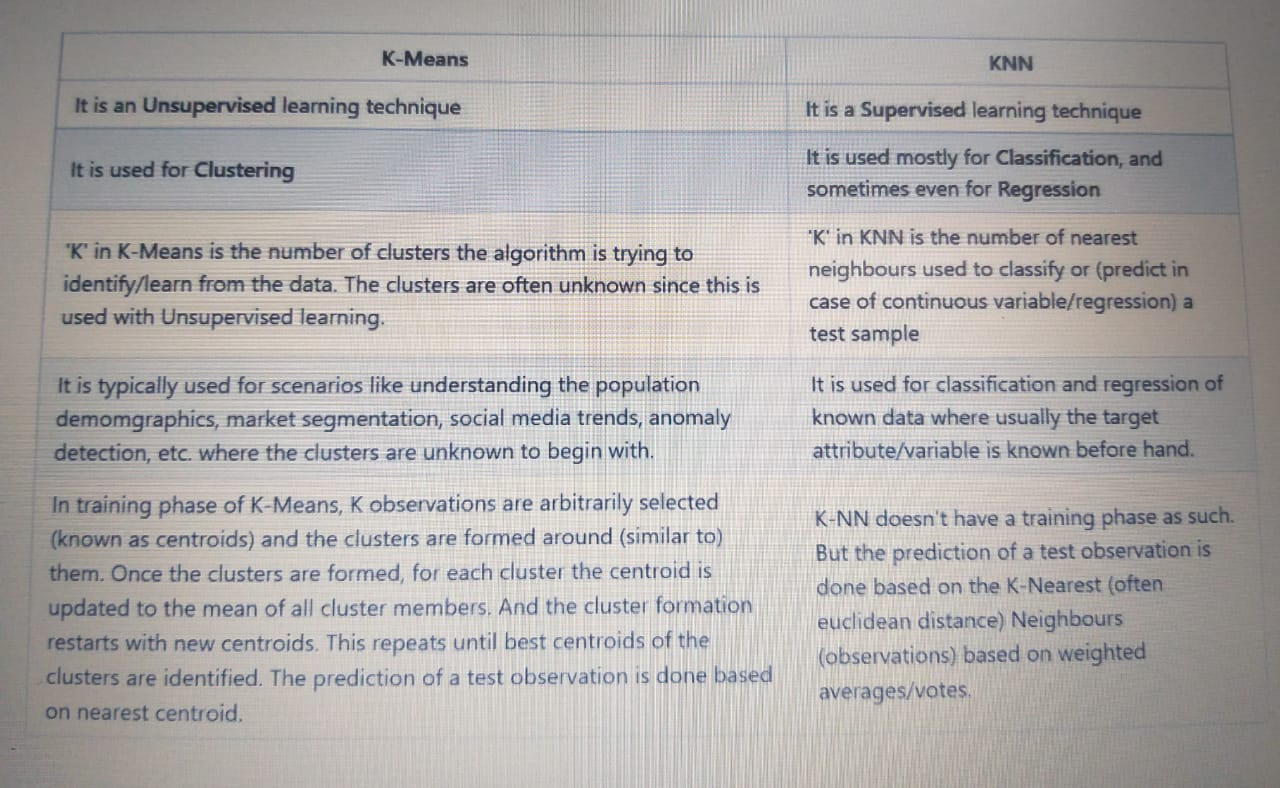 K-Means
KNN
It is an Unsupervised learning technique
It is a Supervised learning technique
It is used for Clustering
It is used mostly for Classification, and
sometimes even for Regression
'K' in K-Means is the number of clusters the algorithm is trying to
identify/learn from the data. The clusters are often unknown since this is
used with Unsupervised learning.
'K' in KNN is the number of nearest
neighbours used to classify or (predict in
case of continuous variable/regression) a
test sample
It is typically used for scenarios like understanding the population
demomgraphics, market segmentation, social media trends, anomaly
detection, etc. where the clusters are unknown to begin with.
It is used for classification and regression of
known data where usually the target
attribute/variable is known before hand.
In training phase of K-Means, K observations are arbitrarily selected
(known as centroids) and the clusters are formed around (similar to)
them. Once the clusters are formed, for each cluster the centroid is
updated to the mean of all cluster members. And the cluster formation
restarts with new centroids. This repeats until best centroids of the
clusters are identified. The prediction of a test observation is done based
on nearest centroid.
K-NN doesn't have a training phase as such.
But the prediction of a test observation is
done based on the K-Nearest (often
euclidean distance) Neighbours
(observations) based on weighted
averages/votes.